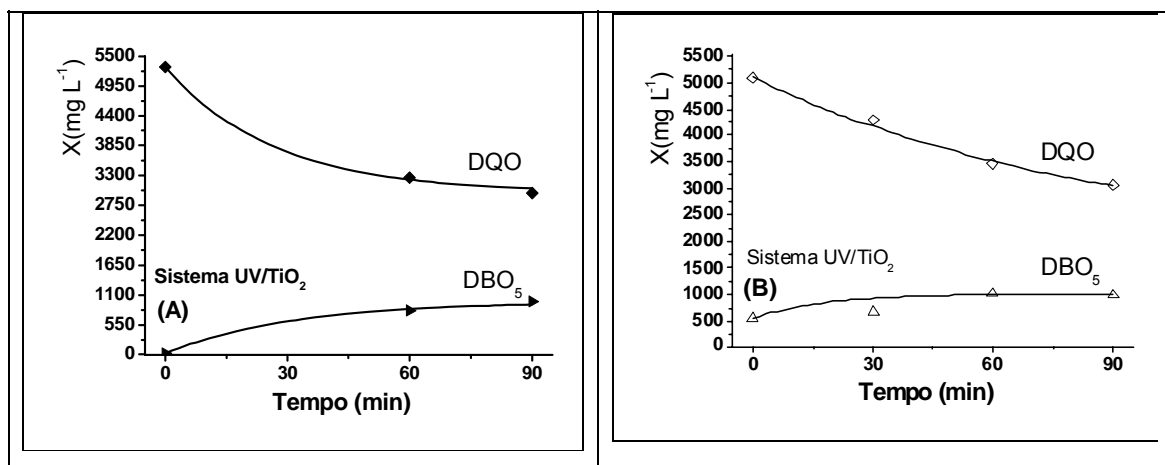 5500
4950
4400
3850
3300
2750
2200
1650
1100
550
0
X(mg L⁻¹)
DQO
Sistema UV/TiO₂
(A)
DBO₅
0 30 60 90
Tempo (min)
5500
5000
4500
4000
3500
3000
2500
2000
1500
1000
500
0
X(mg L⁻¹)
DQO
Sistema UV/TiO₂
(B)
DBO₅
0 30 60 90
Tempo (min)